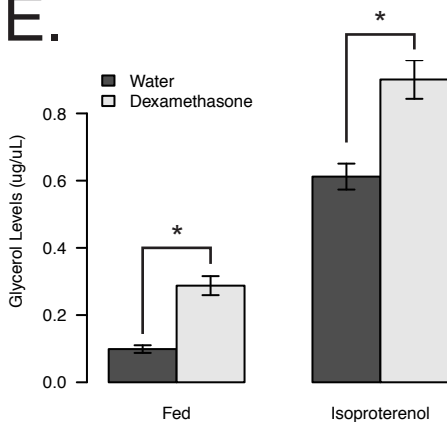 E.
*
Water
Dexamethasone
0.8
*
0.6
0.4
0.2
0.0
Glycerol Levels (ug/uL)
Fed
Isoproterenol